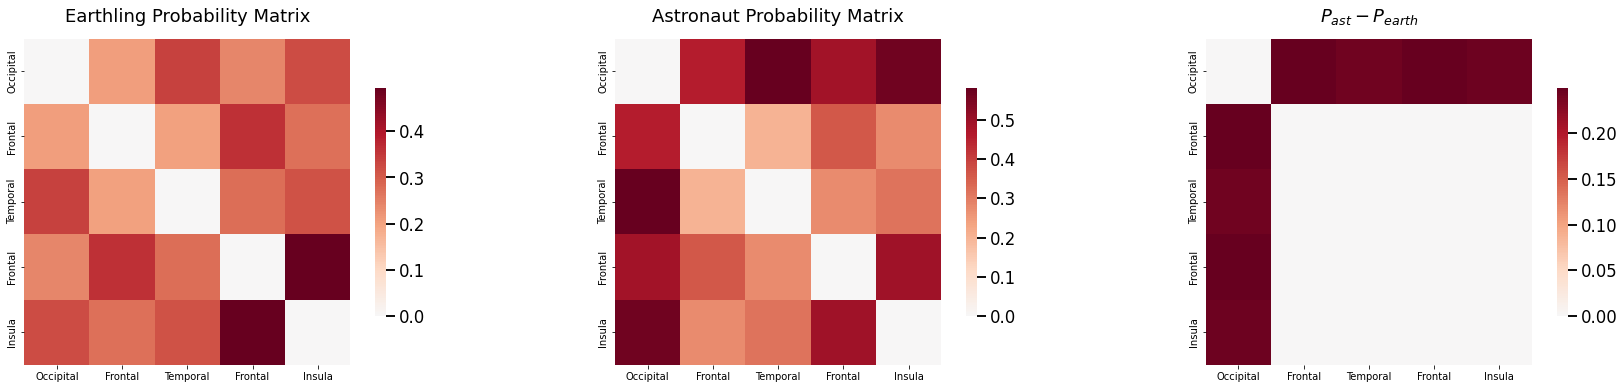 Earthling Probability Matrix
Occipital
Frontal
Temporal
Frontal
Insula
Occipital Frontal Temporal Frontal Insula
0.4
0.3
0.2
0.1
0.0
Astronaut Probability Matrix
Occipital
Frontal
Temporal
Frontal
Insula
Occipital Frontal Temporal Frontal Insula
0.5
0.4
0.3
0.2
0.1
0.0
P_ast − P_earth
Occipital
Frontal
Temporal
Frontal
Insula
Occipital Frontal Temporal Frontal Insula
0.20
0.15
0.10
0.05
0.00